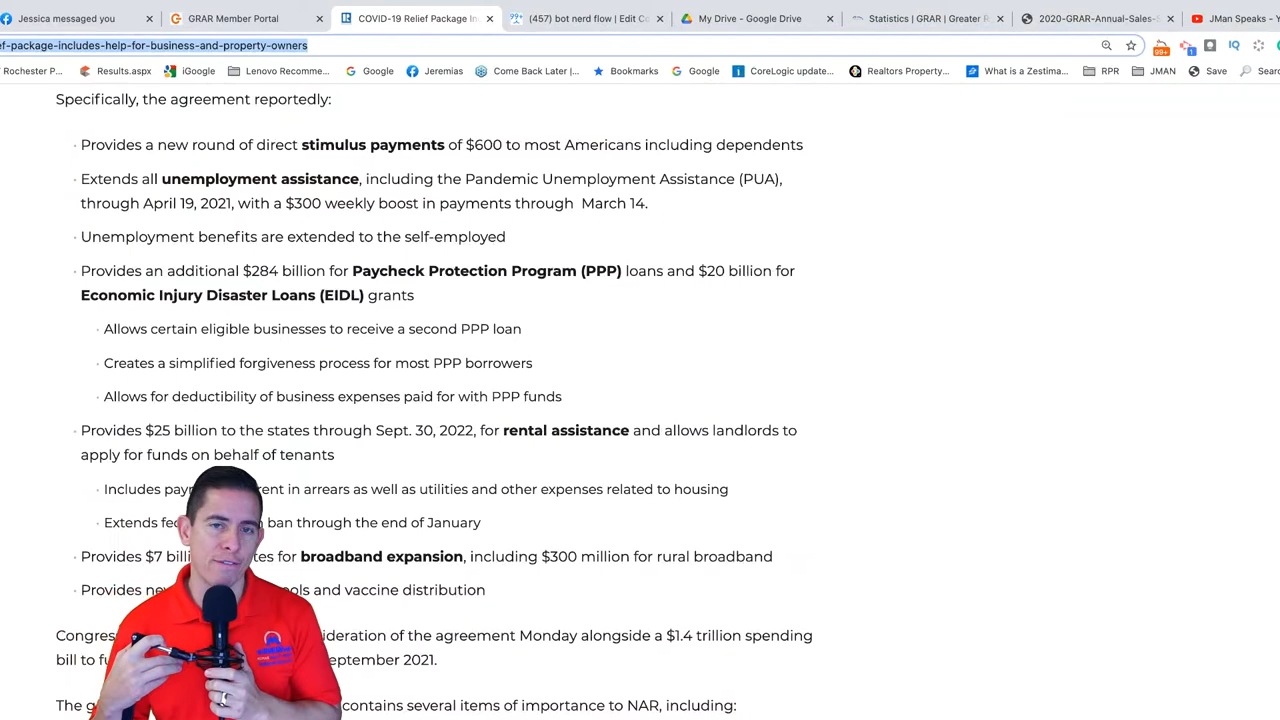 Jessica messaged you
GRAR Member Portal
COVID-19 Relief Package In
(457) bot nerd flow | Edit Co
My Drive - Google Drive
Statistics | GRAR | Greater R
2020-GRAR-Annual-Sales-
JMan Speaks - Y
ef-package-includes-help-for-business-and-property-owners
99+
Rochester P...
Results.aspx
iGoogle
Lenovo Recomme...
Google
Jeremias
Come Back Later |...
Bookmarks
Google
CoreLogic update...
Realtors Property...
What is a Zestima...
RPR
JMAN
Save
Searc
Specifically, the agreement reportedly:
Provides a new round of direct stimulus payments of $600 to most Americans including dependents
Extends all unemployment assistance, including the Pandemic Unemployment Assistance (PUA),
through April 19, 2021, with a $300 weekly boost in payments through March 14.
Unemployment benefits are extended to the self-employed
Provides an additional $284 billion for Paycheck Protection Program (PPP) loans and $20 billion for
Economic Injury Disaster Loans (EIDL) grants
Allows certain eligible businesses to receive a second PPP loan
Creates a simplified forgiveness process for most PPP borrowers
Allows for deductibility of business expenses paid for with PPP funds
Provides $25 billion to the states through Sept. 30, 2022, for rental assistance and allows landlords to
apply for funds on behalf of tenants
Includes rent in arrears as well as utilities and other expenses related to housing
Extends ban through the end of January
Provides $7 for broadband expansion, including $300 million for rural broadband
Provides and vaccine distribution
of the agreement Monday alongside a $1.4 trillion spending
bill to 2021.
The contains several items of importance to NAR, including: